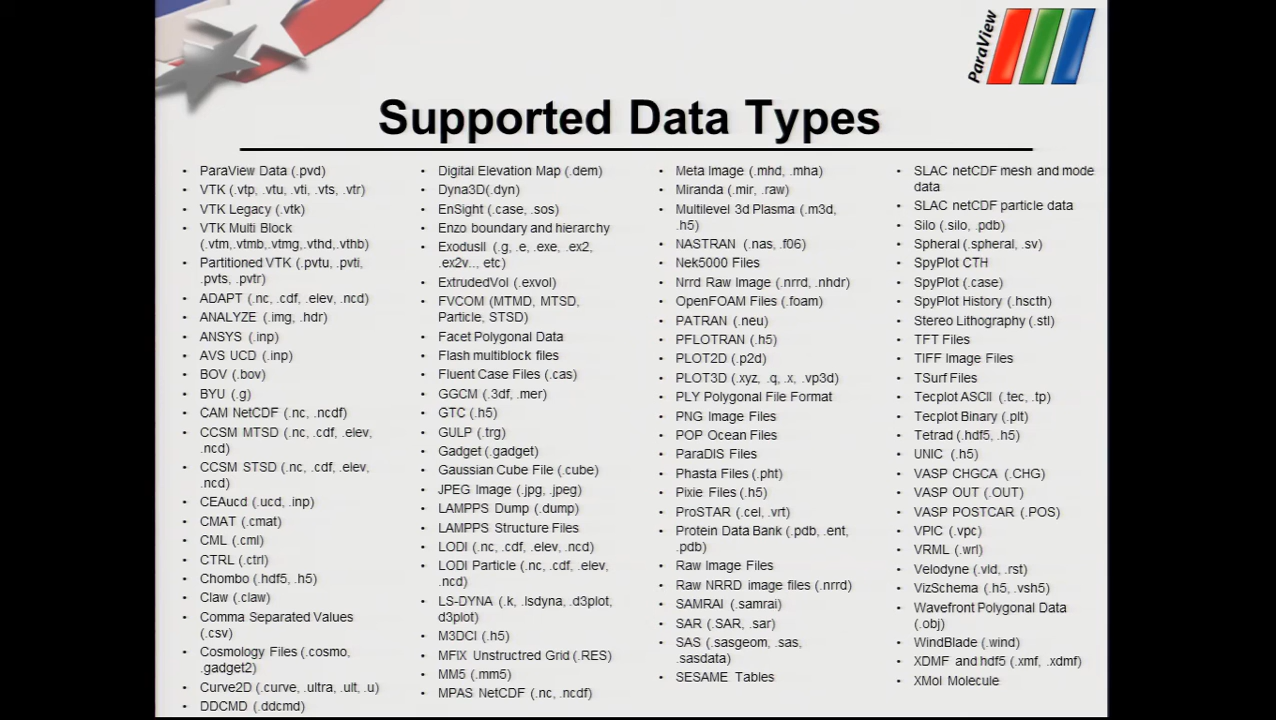 ParaView
Supported Data Types
• ParaView Data (.pvd)
• VTK (.vtp, .vtu, .vti, .vts, .vtr)
• VTK Legacy (.vtk)
• VTK Multi Block
(.vtm,.vtmb,.vtmg,.vthd,.vthb)
• Partitioned VTK (.pvtu, .pvti,
.pvts, .pvtr)
• ADAPT (.nc, .cdf, .elev, .ncd)
• ANALYZE (.img, .hdr)
• ANSYS (.inp)
• AVS UCD (.inp)
• BOV (.bov)
• BYU (.g)
• CAM NetCDF (.nc, .ncdf)
• CCSM MTSD (.nc, .cdf, .elev,
.ncd)
• CCSM STSD (.nc, .cdf, .elev,
.ncd)
• CEAucd (.ucd, .inp)
• CMAT (.cmat)
• CML (.cml)
• CTRL (.ctrl)
• Chombo (.hdf5, .h5)
• Claw (.claw)
• Comma Separated Values
(.csv)
• Cosmology Files (.cosmo,
.gadget2)
• Curve2D (.curve, .ultra, .ult, .u)
• DDCMD (.ddcmd)
• Digital Elevation Map (.dem)
• Dyna3D(.dyn)
• EnSight (.case, .sos)
• Enzo boundary and hierarchy
• ExodusII (.g, .e, .exe, .ex2,
.ex2v.., etc)
• ExtrudedVol (.exvol)
• FVCOM (MTMD, MTSD,
Particle, STSD)
• Facet Polygonal Data
• Flash multiblock files
• Fluent Case Files (.cas)
• GGCM (.3df, .mer)
• GTC (.h5)
• GULP (.trg)
• Gadget (.gadget)
• Gaussian Cube File (.cube)
• JPEG Image (.jpg, .jpeg)
• LAMPPS Dump (.dump)
• LAMPPS Structure Files
• LODI (.nc, .cdf, .elev, .ncd)
• LODI Particle (.nc, .cdf, .elev,
.ncd)
• LS-DYNA (.k, .lsdyna, .d3plot,
d3plot)
• M3DCl (.h5)
• MFIX Unstructred Grid (.RES)
• MM5 (.mm5)
• MPAS NetCDF (.nc, .ncdf)
• Meta Image (.mhd, .mha)
• Miranda (.mir, .raw)
• Multilevel 3d Plasma (.m3d,
.h5)
• NASTRAN (.nas, .f06)
• Nek5000 Files
• Nrrd Raw Image (.nrrd, .nhdr)
• OpenFOAM Files (.foam)
• PATRAN (.neu)
• PFLOTRAN (.h5)
• PLOT2D (.p2d)
• PLOT3D (.xyz, .q, .x, .vp3d)
• PLY Polygonal File Format
• PNG Image Files
• POP Ocean Files
• ParaDIS Files
• Phasta Files (.pht)
• Pixie Files (.h5)
• ProSTAR (.cel, .vrt)
• Protein Data Bank (.pdb, .ent,
.pdb)
• Raw Image Files
• Raw NRRD image files (.nrrd)
• SAMRAI (.samrai)
• SAR (.SAR, .sar)
• SAS (.sasgeom, .sas,
.sasdata)
• SESAME Tables
• SLAC netCDF mesh and mode
data
• SLAC netCDF particle data
• Silo (.silo, .pdb)
• Spheral (.spheral, .sv)
• SpyPlot CTH
• SpyPlot (.case)
• SpyPlot History (.hscth)
• Stereo Lithography (.stl)
• TFT Files
• TIFF Image Files
• TSurf Files
• Tecplot ASCII (.tec, .tp)
• Tecplot Binary (.plt)
• Tetrad (.hdf5, .h5)
• UNIC (.h5)
• VASP CHGCA (.CHG)
• VASP OUT (.OUT)
• VASP POSTCAR (.POS)
• VPIC (.vpc)
• VRML (.wrl)
• Velodyne (.vld, .rst)
• VizSchema (.h5, .vsh5)
• Wavefront Polygonal Data
(.obj)
• WindBlade (.wind)
• XDMF and hdf5 (.xmf, .xdmf)
• XMol Molecule